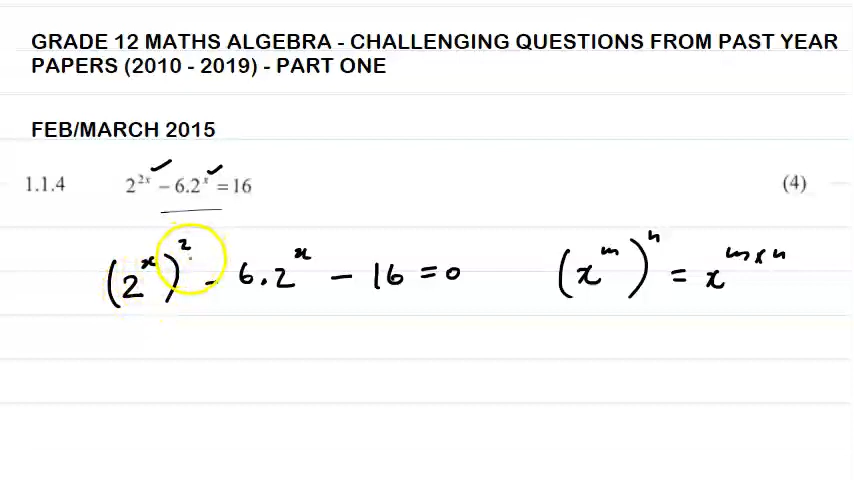 GRADE 12 MATHS ALGEBRA - CHALLENGING QUESTIONS FROM PAST YEAR
PAPERS (2010 - 2019) - PART ONE
FEB/MARCH 2015
1.1.4 2^{2x} – 6.2^{x} = 16 (4)
(2^{x})^{2} - 6.2^{x} - 16 = 0 (x^{m})^{n} = x^{m×n}